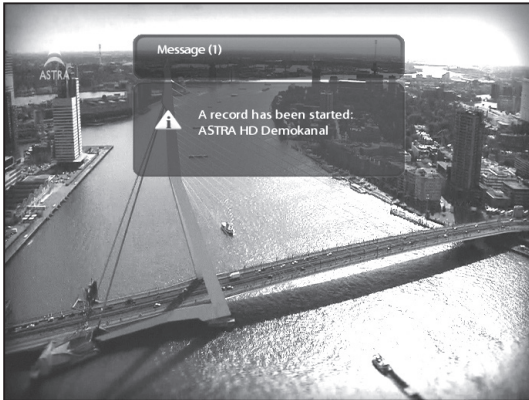 Message (1)
ASTRA
A record has been started:
ASTRA HD Demokanal